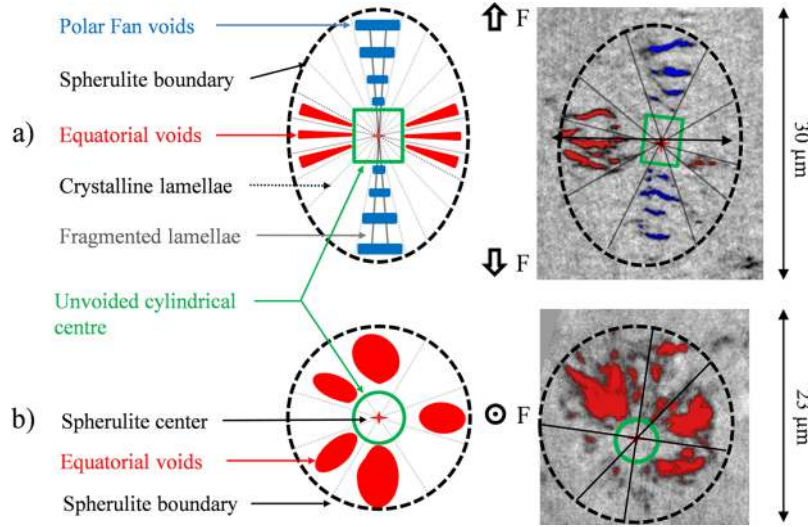 Polar Fan voids
F
Spherulite boundary
a)
Equatorial voids
30 µm
Crystalline lamellae
Fragmented lamellae
F
Unvoided cylindrical
centre
b)
Spherulite center
F
23 µm
Equatorial voids
Spherulite boundary